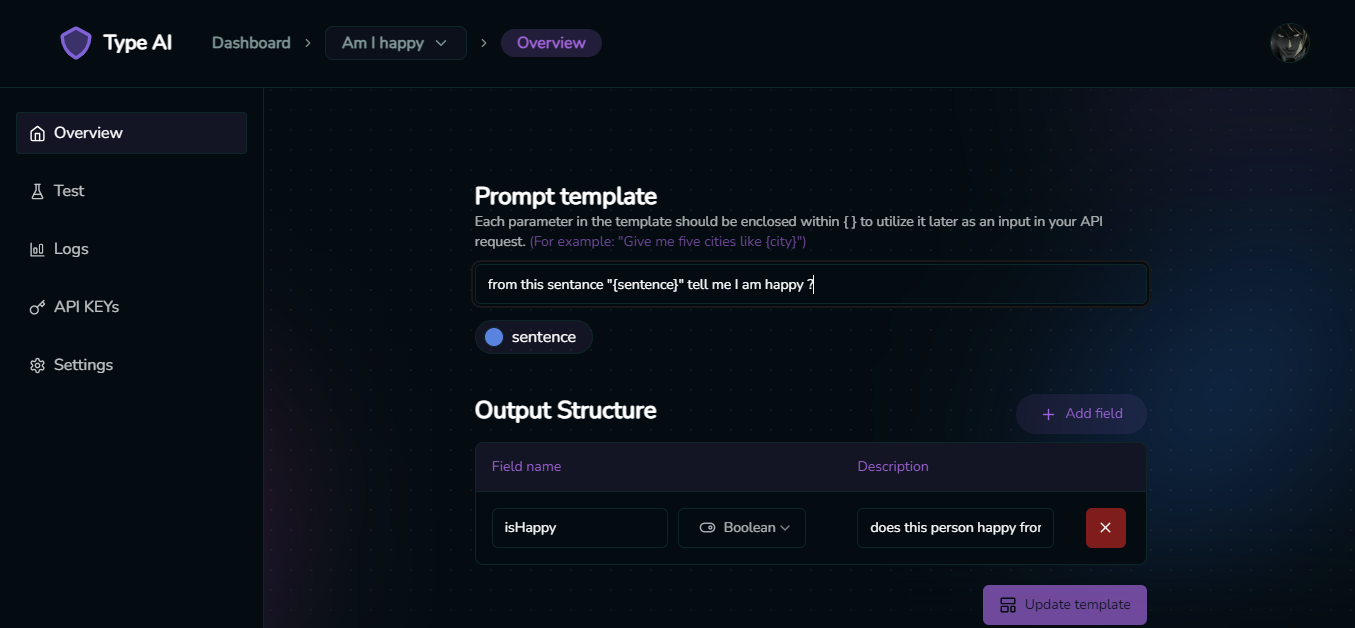 Type AI
Dashboard
Am I happy
Overview
Overview
Test
Logs
API KEYs
Settings
Prompt template
Each parameter in the template should be enclosed within { } to utilize it later as an input in your API
request. (For example: "Give me five cities like {city}")
from this sentance "{sentence}" tell me I am happy ?
sentence
Output Structure
Add field
Field name
Description
isHappy
Boolean
does this person happy fror
Update template